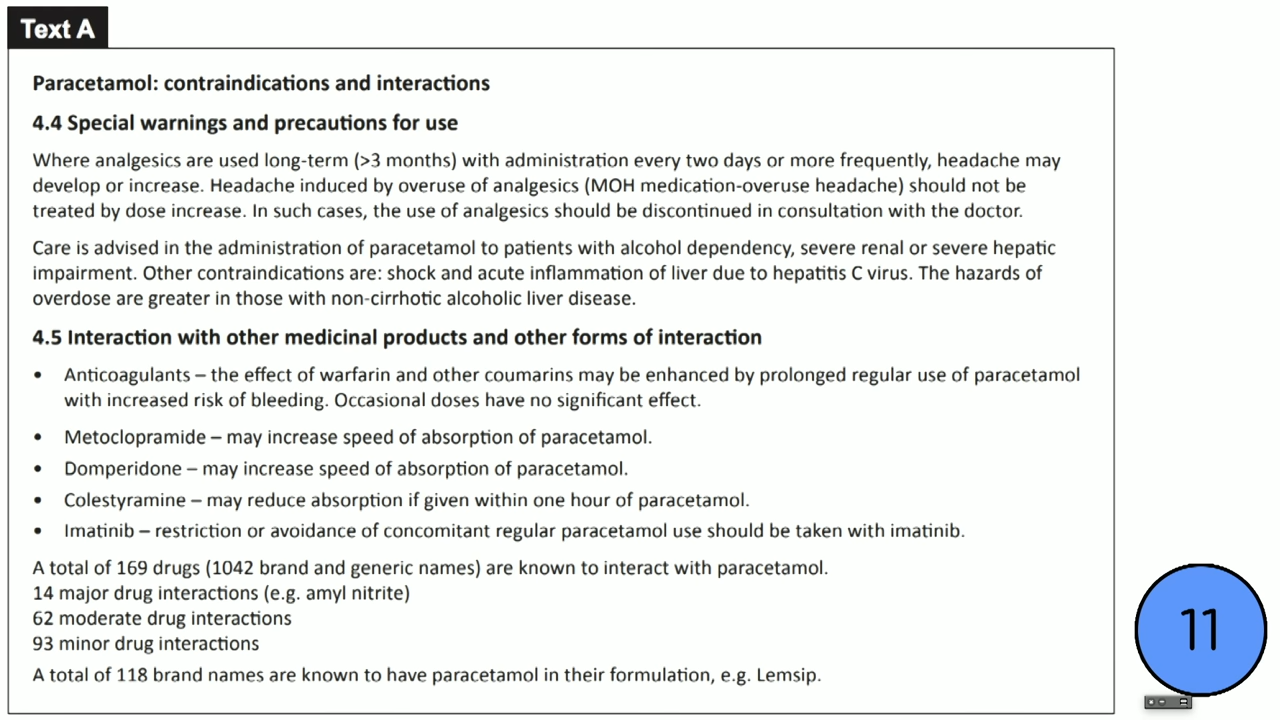 Text A
Paracetamol: contraindications and interactions
4.4 Special warnings and precautions for use
Where analgesics are used long-term (>3 months) with administration every two days or more frequently, headache may
develop or increase. Headache induced by overuse of analgesics (MOH medication-overuse headache) should not be
treated by dose increase. In such cases, the use of analgesics should be discontinued in consultation with the doctor.
Care is advised in the administration of paracetamol to patients with alcohol dependency, severe renal or severe hepatic
impairment. Other contraindications are: shock and acute inflammation of liver due to hepatitis C virus. The hazards of
overdose are greater in those with non-cirrhotic alcoholic liver disease.
4.5 Interaction with other medicinal products and other forms of interaction
• Anticoagulants – the effect of warfarin and other coumarins may be enhanced by prolonged regular use of paracetamol
with increased risk of bleeding. Occasional doses have no significant effect.
• Metoclopramide – may increase speed of absorption of paracetamol.
• Domperidone – may increase speed of absorption of paracetamol.
• Colestyramine – may reduce absorption if given within one hour of paracetamol.
• Imatinib – restriction or avoidance of concomitant regular paracetamol use should be taken with imatinib.
A total of 169 drugs (1042 brand and generic names) are known to interact with paracetamol.
14 major drug interactions (e.g. amyl nitrite)
62 moderate drug interactions
93 minor drug interactions
A total of 118 brand names are known to have paracetamol in their formulation, e.g. Lemsip.
11